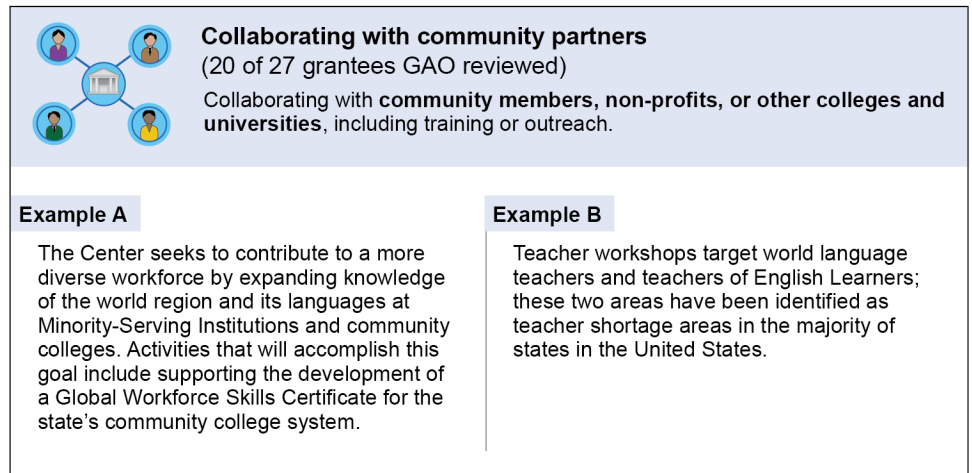 Collaborating with community partners
(20 of 27 grantees GAO reviewed)
Collaborating with community members, non-profits, or other colleges and
universities, including training or outreach.
Example A
The Center seeks to contribute to a more
diverse workforce by expanding knowledge
of the world region and its languages at
Minority-Serving Institutions and community
colleges. Activities that will accomplish this
goal include supporting the development of
a Global Workforce Skills Certificate for the
state's community college system.
Example B
Teacher workshops target world language
teachers and teachers of English Learners;
these two areas have been identified as
teacher shortage areas in the majority of
states in the United States.